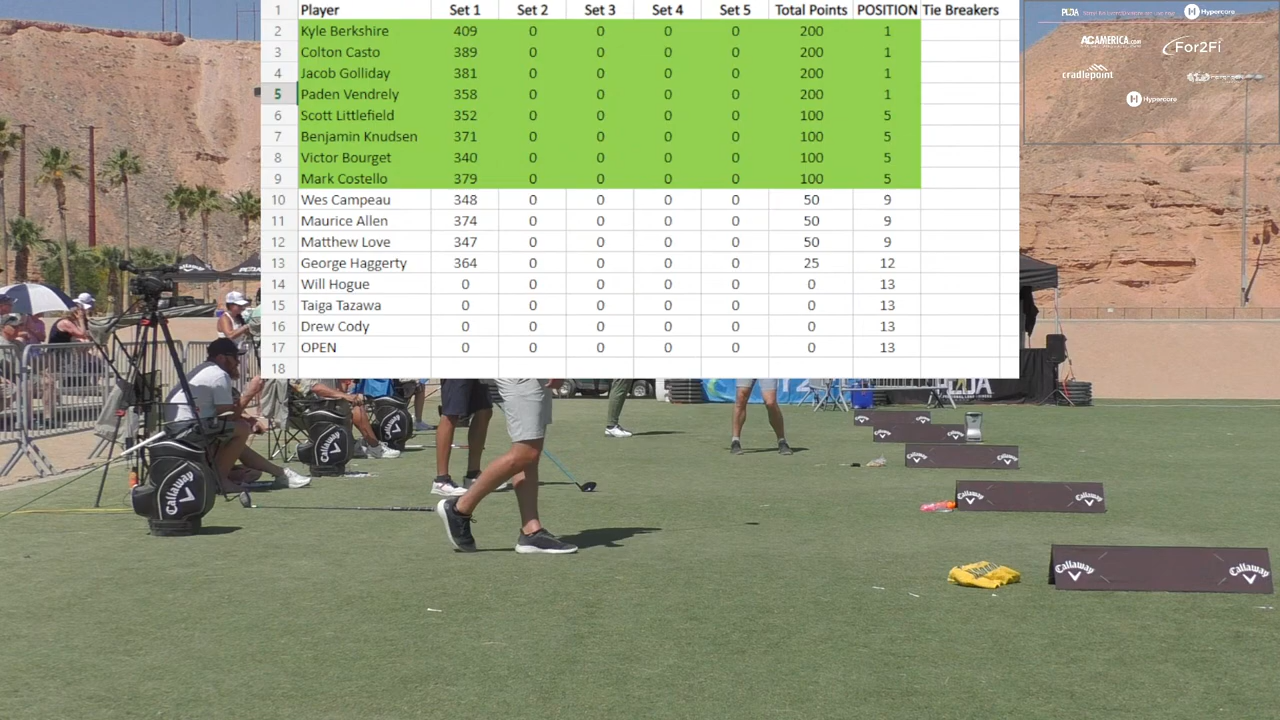 1 Player Set 1 Set 2 Set 3 Set 4 Set 5 Total Points POSITION Tie Breakers
2 Kyle Berkshire 409 0 0 0 0 200 1
3 Colton Casto 389 0 0 0 0 200 1
4 Jacob Golliday 381 0 0 0 0 200 1
5 Paden Vendrely 358 0 0 0 0 200 1
6 Scott Littlefield 352 0 0 0 0 100 5
7 Benjamin Knudsen 371 0 0 0 0 100 5
8 Victor Bourget 340 0 0 0 0 100 5
9 Mark Costello 379 0 0 0 0 100 5
10 Wes Campeau 348 0 0 0 0 50 9
11 Maurice Allen 374 0 0 0 0 50 9
12 Matthew Love 347 0 0 0 0 50 9
13 George Haggerty 364 0 0 0 0 25 12
14 Will Hogue 0 0 0 0 0 0 13
15 Taiga Tazawa 0 0 0 0 0 0 13
16 Drew Cody 0 0 0 0 0 0 13
17 OPEN 0 0 0 0 0 0 13
18
PLDA
Hypercore
ACAMERICA.com
For2Fi
cradlepoint
Hypercore
Callaway
Callaway
Callaway
Callaway
Callaway
Callaway
Callaway